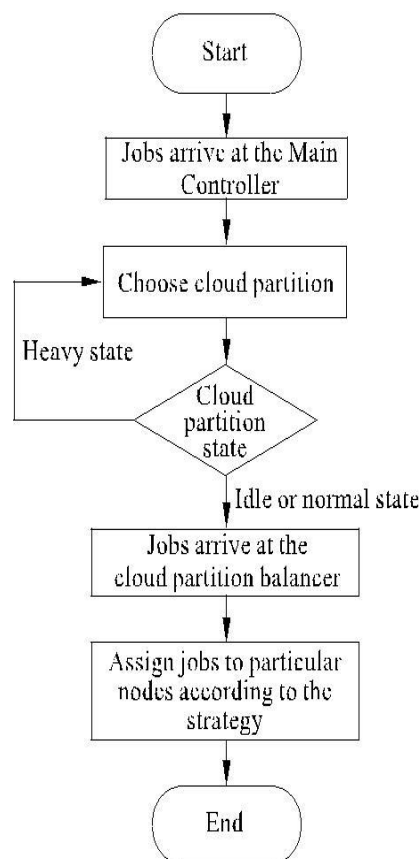 Start
Jobs arrive at the Main
Controller
Choose cloud partition
Heavy state
Cloud
partition
state
Idle or normal state
Jobs arrive at the
cloud partition balancer
Assign jobs to particular
nodes according to the
strategy
End